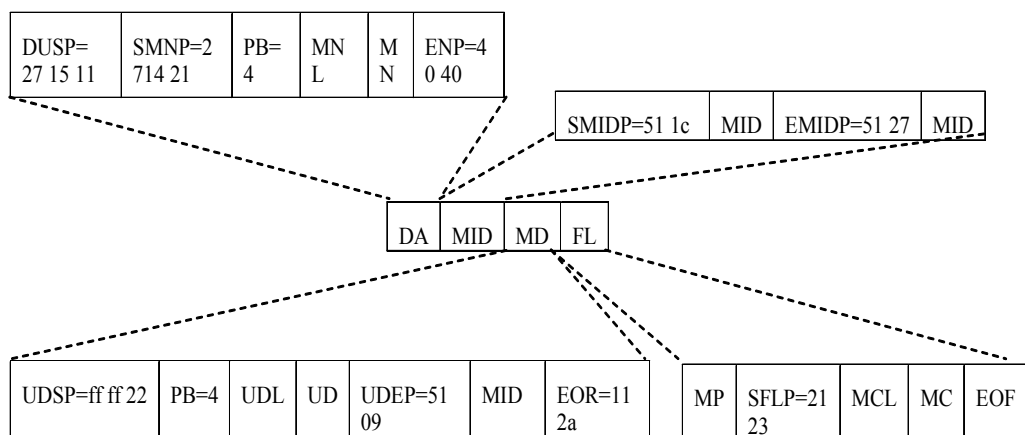 DUSP=
27 15 11
SMNP=2
714 21
PB=
4
MN
L
M
N
ENP=4
0 40
SMIDP=51 1c
MID
EMIDP=51 27
MID
DA
MID
MD
FL
UDSP=ff ff 22
PB=4
UDL
UD
UDEP=51
09
MID
EOR=11
2a
MP
SFLP=21
23
MCL
MC
EOF